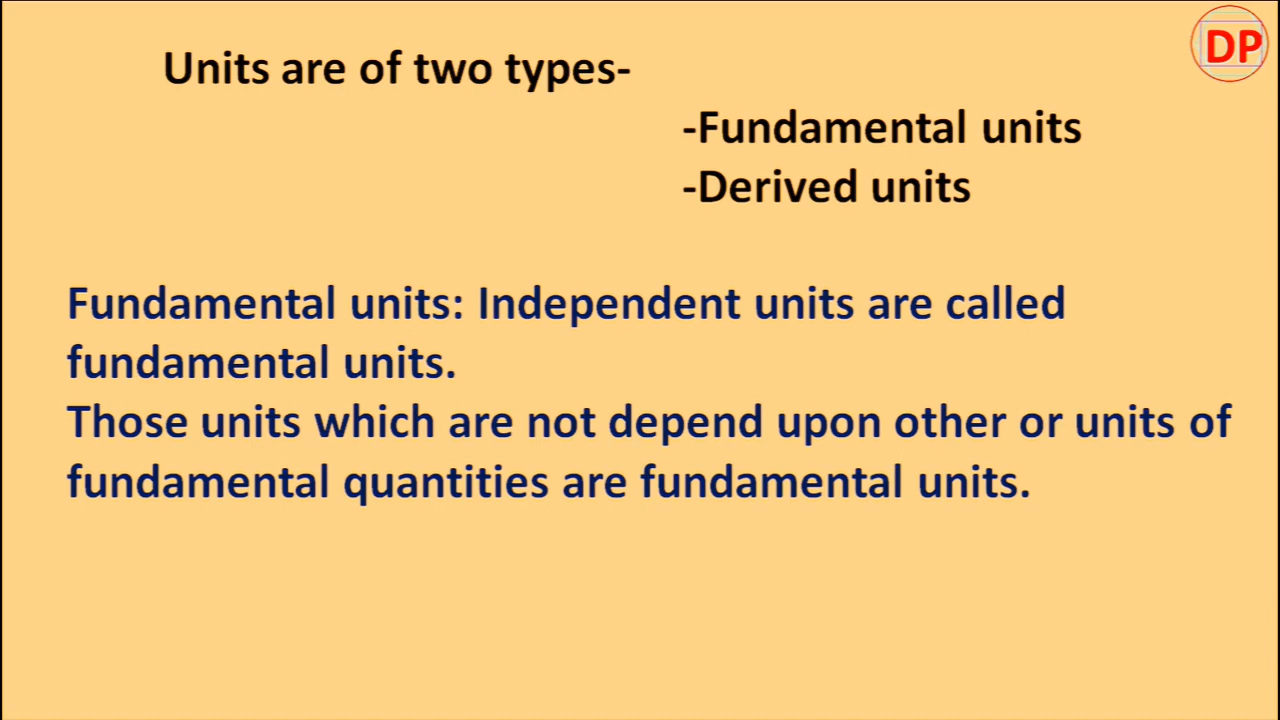 DP
Units are of two types-
-Fundamental units
-Derived units
Fundamental units: Independent units are called
fundamental units.
Those units which are not depend upon other or units of
fundamental quantities are fundamental units.